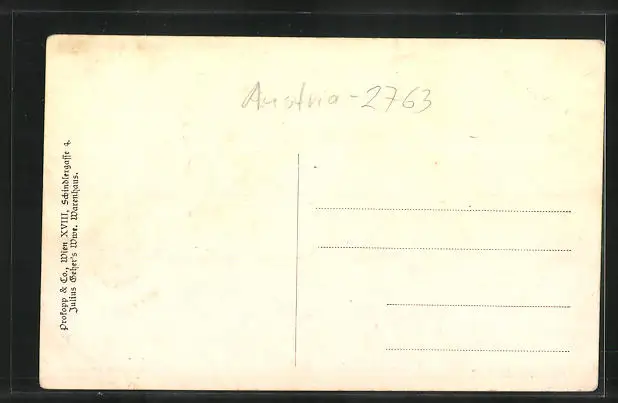 Austria - 2763
Prokopp & Co., Wien XVIII, Schindlergasse 4.
Julius Geher's Wwe. Warenhaus.